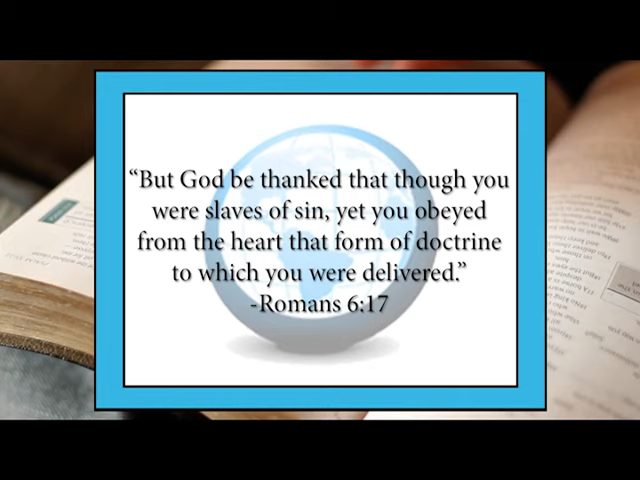 “But God be thanked that though you
were slaves of sin, yet you obeyed
from the heart that form of doctrine
to which you were delivered.”
-Romans 6:17